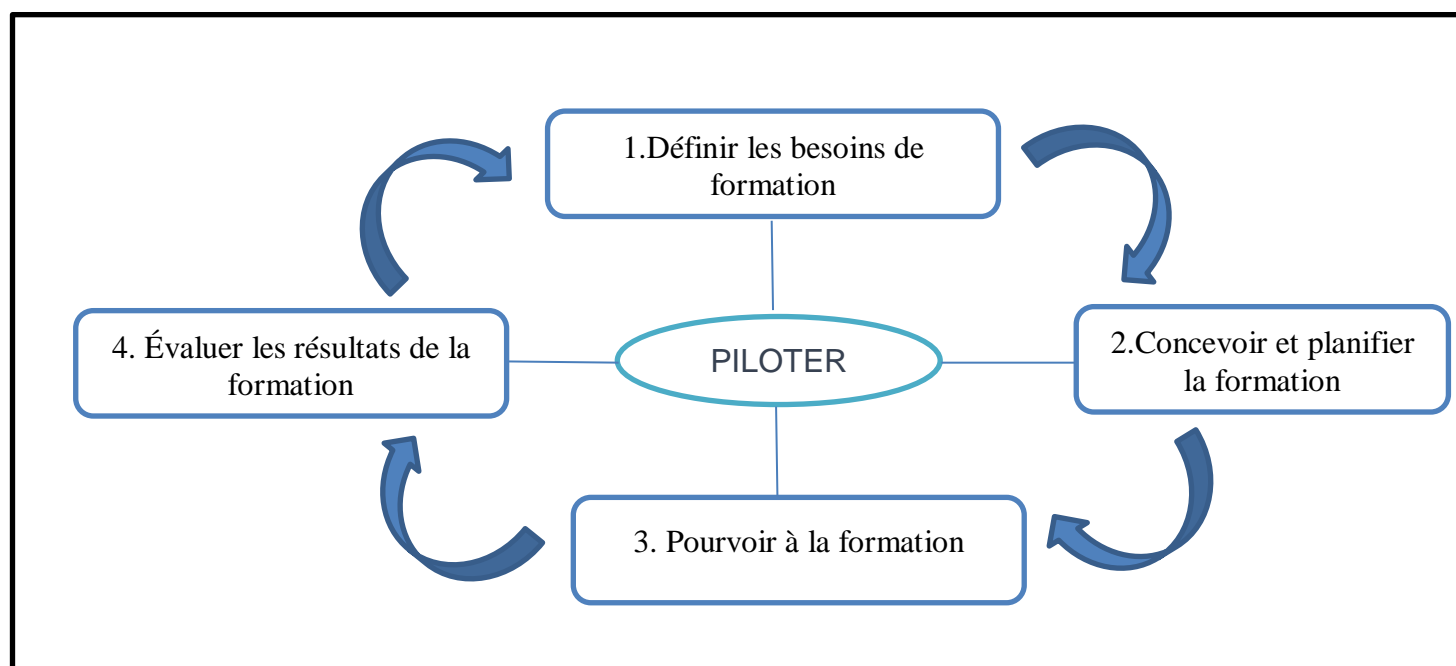 1.Définir les besoins de
formation
4. Évaluer les résultats de la
formation
PILOTER
2.Concevoir et planifier
la formation
3. Pourvoir à la formation